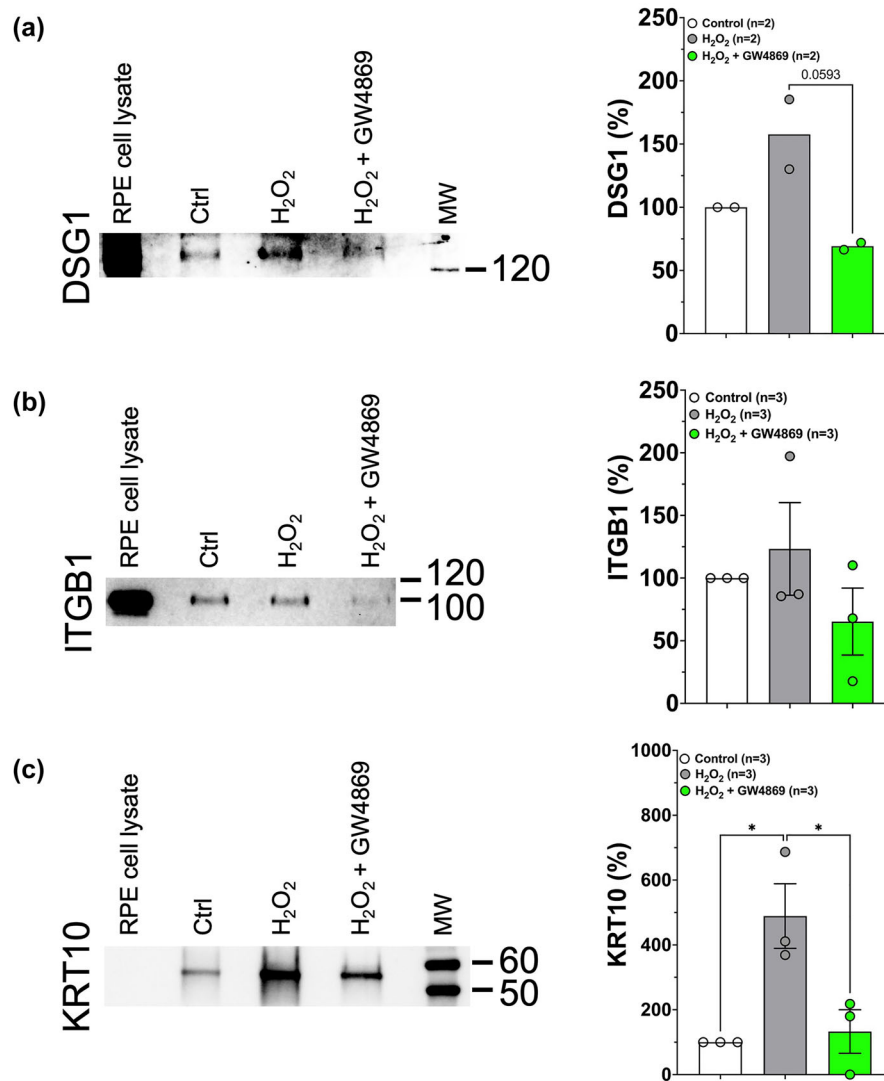 (a)
RPE cell lysate
Ctrl
H₂O₂
H₂O₂ + GW4869
MW
DSG1
120
250
200
150
100
50
0
DSG1 (%)
Control (n=2)
H₂O₂ (n=2)
H₂O₂ + GW4869 (n=2)
0.0593
(b)
RPE cell lysate
Ctrl
H₂O₂
H₂O₂ + GW4869
ITGB1
120
100
250
200
150
100
50
0
ITGB1 (%)
Control (n=3)
H₂O₂ (n=3)
H₂O₂ + GW4869 (n=3)
(c)
RPE cell lysate
Ctrl
H₂O₂
H₂O₂ + GW4869
MW
KRT10
60
50
1000
800
600
400
200
0
KRT10 (%)
Control (n=3)
H₂O₂ (n=3)
H₂O₂ + GW4869 (n=3)
* *